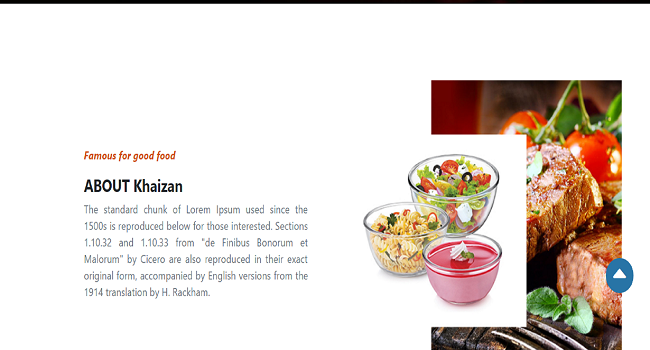 Famous for good food
ABOUT Khaizan
The standard chunk of Lorem Ipsum used since the
1500s is reproduced below for those interested. Sections
1.10.32 and 1.10.33 from "de Finibus Bonorum et
Malorum" by Cicero are also reproduced in their exact
original form, accompanied by English versions from the
1914 translation by H. Rackham.